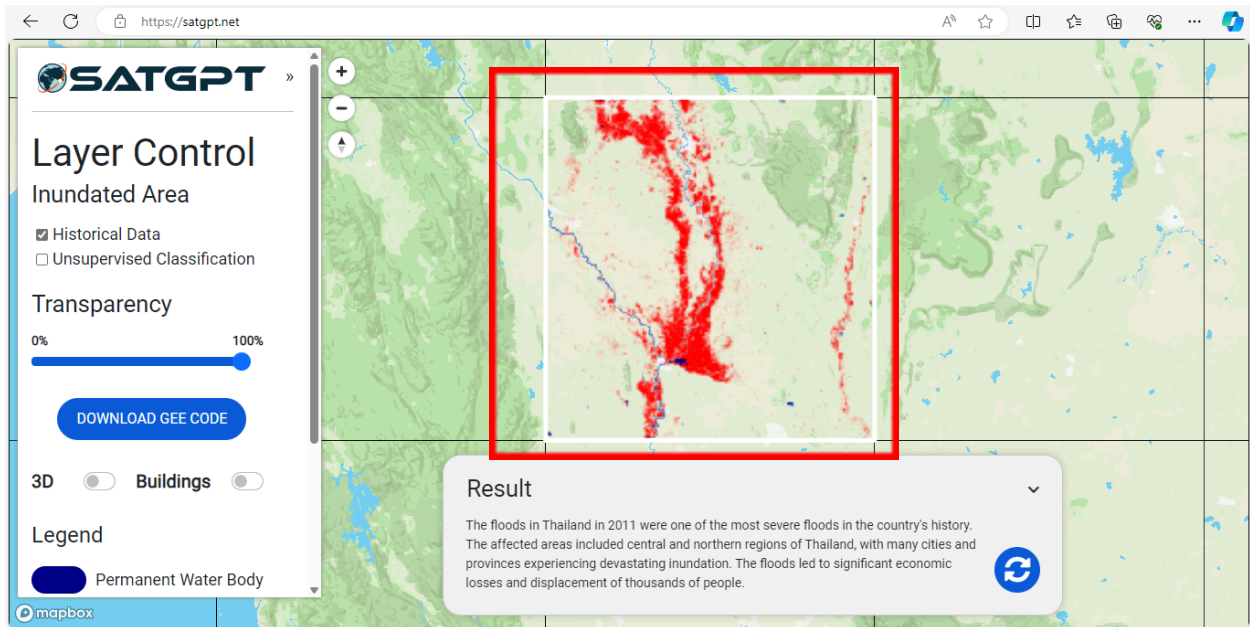 https://satgpt.net
SATGPT »
Layer Control
Inundated Area
Historical Data
Unsupervised Classification
Transparency
0% 100%
DOWNLOAD GEE CODE
3D Buildings
Legend
Permanent Water Body
mapbox
Result
The floods in Thailand in 2011 were one of the most severe floods in the country's history.
The affected areas included central and northern regions of Thailand, with many cities and
provinces experiencing devastating inundation. The floods led to significant economic
losses and displacement of thousands of people.